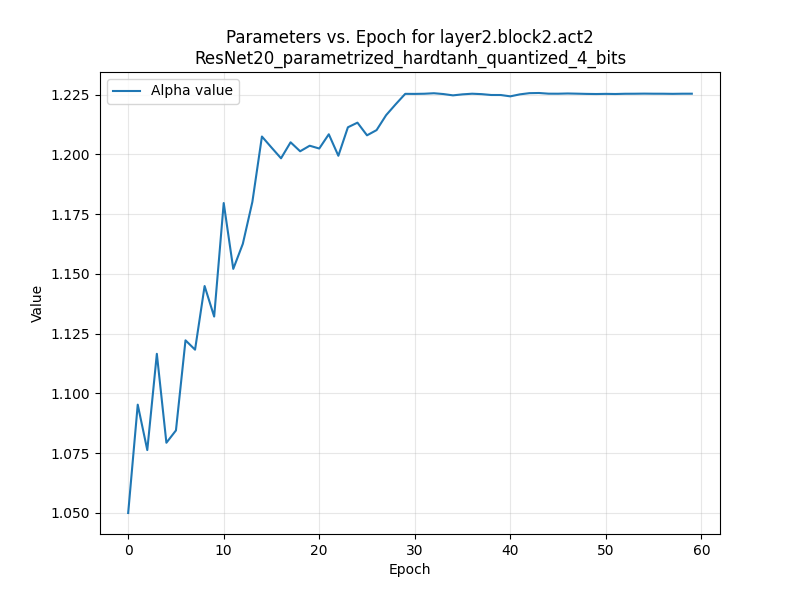 Parameters vs. Epoch for layer2.block2.act2
ResNet20_parametrized_hardtanh_quantized_4_bits
Alpha value
1.225
1.200
1.175
1.150
1.125
1.100
1.075
1.050
Value
0 10 20 30 40 50 60
Epoch